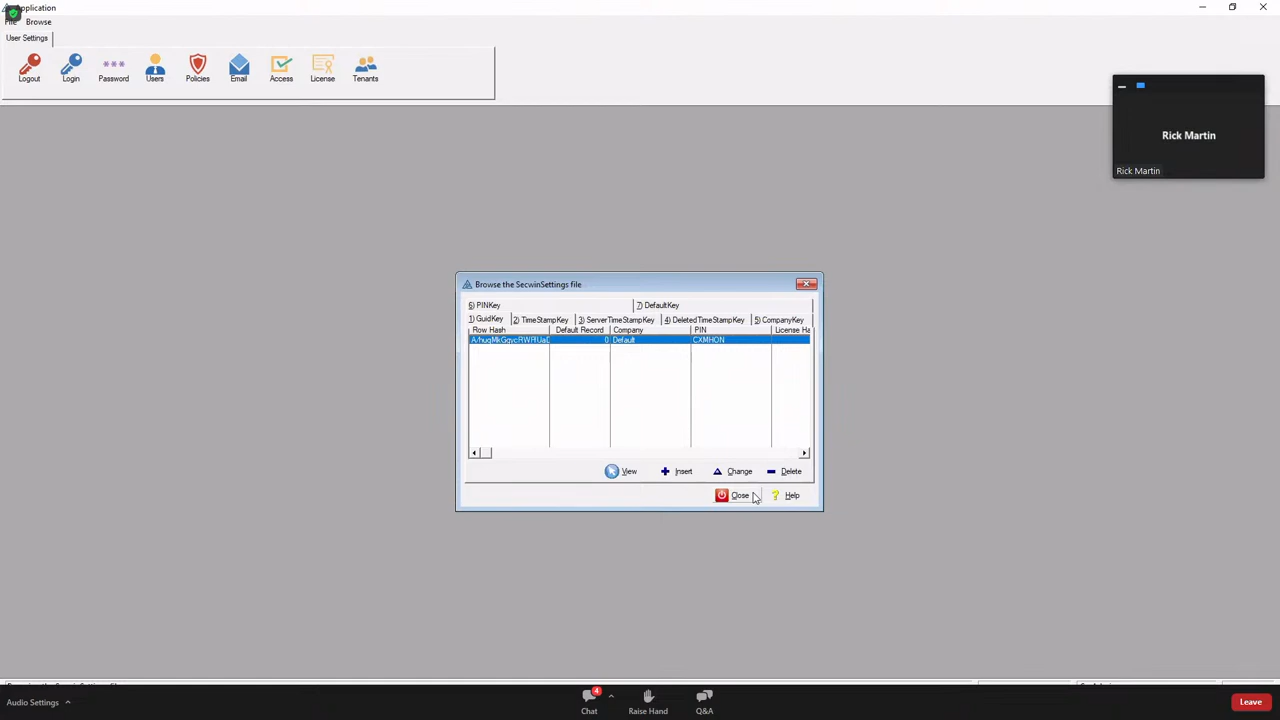 Application
File Browse
User Settings
Logout Login Password Users Policies Email Access License Tenants
Rick Martin
Rick Martin
Browse the SecwinSettings file
6) PINKey 7) DefaultKey
1) GuidKey 2) TimeStampKey 3) ServerTimeStampKey 4) DeletedTimeStampKey 5) CompanyKey
Row Hash Default Record Company PIN License Ha
0 Default CXMHON
View Insert Change Delete
Close ? Help
Audio Settings Chat 4 Raise Hand Q&A Leave